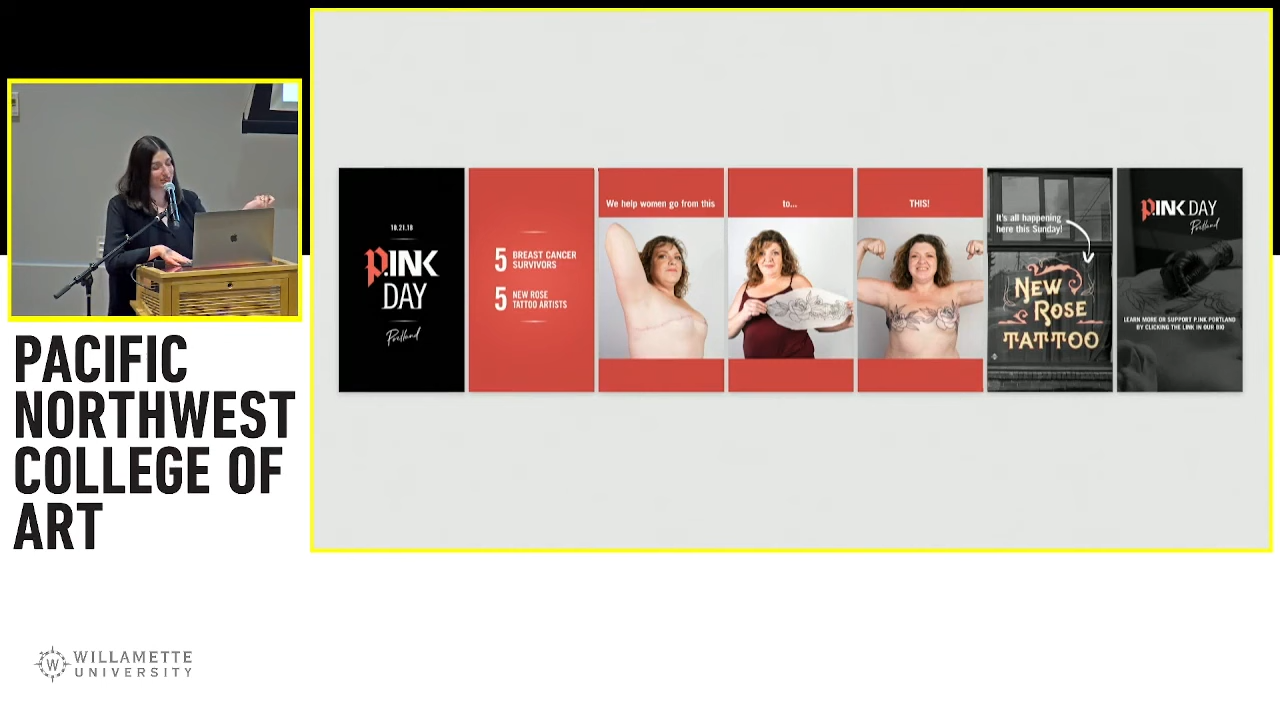 PACIFIC
NORTHWEST
COLLEGE OF
ART
WILLAMETTE
UNIVERSITY
10.21.18
P.INK
DAY
Portland
5 BREAST CANCER
SURVIVORS
5 NEW ROSE
TATTOO ARTISTS
We help women go from this
to...
THIS!
It's all happening
here this Sunday!
NEW
ROSE
TATTOO
P.INK DAY
Portland
LEARN MORE OR SUPPORT P.INK PORTLAND
BY CLICKING THE LINK IN OUR BIO